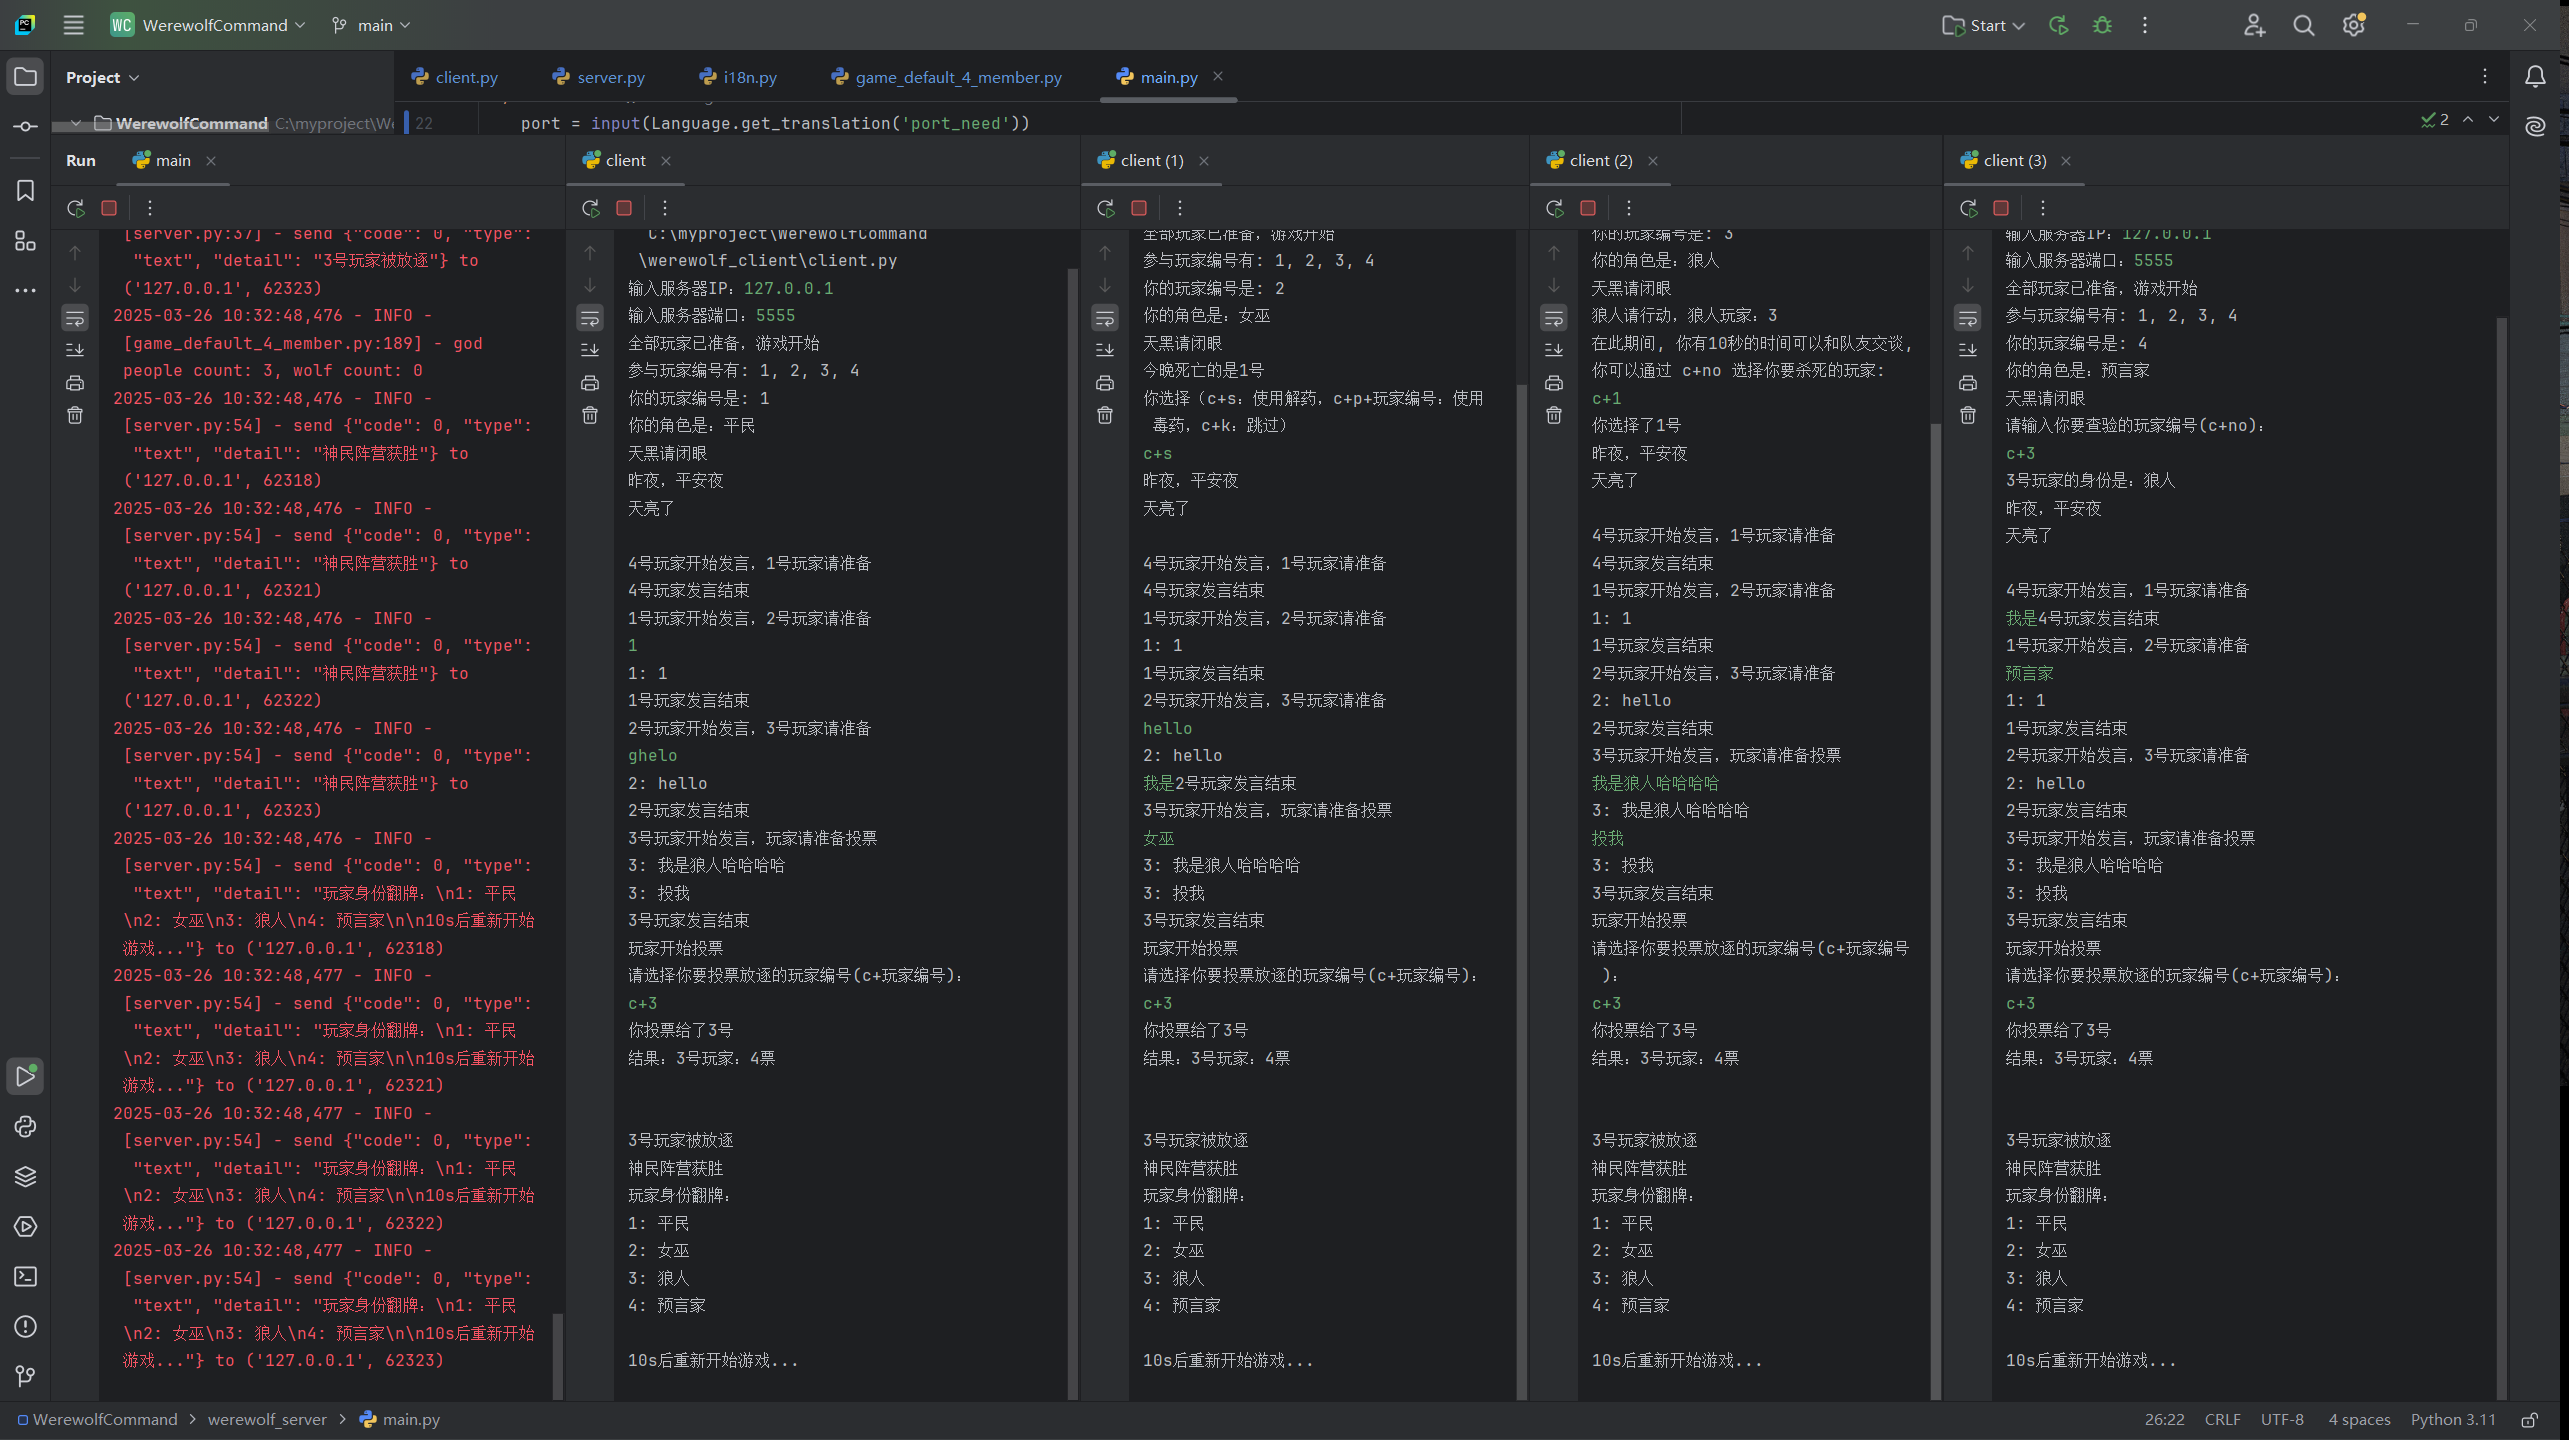 WC WerewolfCommand main Start
Project client.py server.py i18n.py game_default_4_member.py main.py
WerewolfCommand C:\myproject\We
22 port = input(Language.get_translation('port_need')) 2
Run main client client (1) client (2) client (3)
[server.py:37] - send {"code": 0, "type":
"text", "detail": "3号玩家被放逐"} to
('127.0.0.1', 62323)
2025-03-26 10:32:48,476 - INFO -
[game_default_4_member.py:189] - god
people count: 3, wolf count: 0
2025-03-26 10:32:48,476 - INFO -
[server.py:54] - send {"code": 0, "type":
"text", "detail": "神民阵营获胜"} to
('127.0.0.1', 62318)
2025-03-26 10:32:48,476 - INFO -
[server.py:54] - send {"code": 0, "type":
"text", "detail": "神民阵营获胜"} to
('127.0.0.1', 62321)
2025-03-26 10:32:48,476 - INFO -
[server.py:54] - send {"code": 0, "type":
"text", "detail": "神民阵营获胜"} to
('127.0.0.1', 62322)
2025-03-26 10:32:48,476 - INFO -
[server.py:54] - send {"code": 0, "type":
"text", "detail": "神民阵营获胜"} to
('127.0.0.1', 62323)
2025-03-26 10:32:48,476 - INFO -
[server.py:54] - send {"code": 0, "type":
"text", "detail": "玩家身份翻牌：\n1: 平民
\n2: 女巫\n3: 狼人\n4: 预言家\n\n10s后重新开始
游戏..."} to ('127.0.0.1', 62318)
2025-03-26 10:32:48,477 - INFO -
[server.py:54] - send {"code": 0, "type":
"text", "detail": "玩家身份翻牌：\n1: 平民
\n2: 女巫\n3: 狼人\n4: 预言家\n\n10s后重新开始
游戏..."} to ('127.0.0.1', 62321)
2025-03-26 10:32:48,477 - INFO -
[server.py:54] - send {"code": 0, "type":
"text", "detail": "玩家身份翻牌：\n1: 平民
\n2: 女巫\n3: 狼人\n4: 预言家\n\n10s后重新开始
游戏..."} to ('127.0.0.1', 62322)
2025-03-26 10:32:48,477 - INFO -
[server.py:54] - send {"code": 0, "type":
"text", "detail": "玩家身份翻牌：\n1: 平民
\n2: 女巫\n3: 狼人\n4: 预言家\n\n10s后重新开始
游戏..."} to ('127.0.0.1', 62323)
C:\myproject\WerewolfCommand
\werewolf_client\client.py
输入服务器IP：127.0.0.1
输入服务器端口：5555
全部玩家已准备，游戏开始
参与玩家编号有: 1, 2, 3, 4
你的玩家编号是: 1
你的角色是：平民
天黑请闭眼
昨夜，平安夜
天亮了
4号玩家开始发言，1号玩家请准备
4号玩家发言结束
1号玩家开始发言，2号玩家请准备
1
1: 1
1号玩家发言结束
2号玩家开始发言，3号玩家请准备
ghelo
2: hello
2号玩家发言结束
3号玩家开始发言，玩家请准备投票
3: 我是狼人哈哈哈哈
3: 投我
3号玩家发言结束
玩家开始投票
请选择你要投票放逐的玩家编号(c+玩家编号)：
c+3
你投票给了3号
结果：3号玩家：4票
3号玩家被放逐
神民阵营获胜
玩家身份翻牌：
1: 平民
2: 女巫
3: 狼人
4: 预言家
10s后重新开始游戏...
全部玩家已准备，游戏开始
参与玩家编号有: 1, 2, 3, 4
你的玩家编号是: 2
你的角色是：女巫
天黑请闭眼
今晚死亡的是1号
你选择（c+s：使用解药，c+p+玩家编号：使用
毒药，c+k：跳过）
c+s
昨夜，平安夜
天亮了
4号玩家开始发言，1号玩家请准备
4号玩家发言结束
1号玩家开始发言，2号玩家请准备
1: 1
1号玩家发言结束
2号玩家开始发言，3号玩家请准备
hello
2: hello
我是2号玩家发言结束
3号玩家开始发言，玩家请准备投票
女巫
3: 我是狼人哈哈哈哈
3: 投我
3号玩家发言结束
玩家开始投票
请选择你要投票放逐的玩家编号(c+玩家编号)：
c+3
你投票给了3号
结果：3号玩家：4票
3号玩家被放逐
神民阵营获胜
玩家身份翻牌：
1: 平民
2: 女巫
3: 狼人
4: 预言家
10s后重新开始游戏...
你的玩家编号是: 3
你的角色是：狼人
天黑请闭眼
狼人请行动，狼人玩家：3
在此期间, 你有10秒的时间可以和队友交谈,
你可以通过 c+no 选择你要杀死的玩家:
c+1
你选择了1号
昨夜，平安夜
天亮了
4号玩家开始发言，1号玩家请准备
4号玩家发言结束
1号玩家开始发言，2号玩家请准备
1: 1
1号玩家发言结束
2号玩家开始发言，3号玩家请准备
2: hello
2号玩家发言结束
3号玩家开始发言，玩家请准备投票
我是狼人哈哈哈哈
3: 我是狼人哈哈哈哈
投我
3: 投我
3号玩家发言结束
玩家开始投票
请选择你要投票放逐的玩家编号(c+玩家编号
)：
c+3
你投票给了3号
结果：3号玩家：4票
3号玩家被放逐
神民阵营获胜
玩家身份翻牌：
1: 平民
2: 女巫
3: 狼人
4: 预言家
10s后重新开始游戏...
输入服务器IP：127.0.0.1
输入服务器端口：5555
全部玩家已准备，游戏开始
参与玩家编号有: 1, 2, 3, 4
你的玩家编号是: 4
你的角色是：预言家
天黑请闭眼
请输入你要查验的玩家编号(c+no)：
c+3
3号玩家的身份是：狼人
昨夜，平安夜
天亮了
4号玩家开始发言，1号玩家请准备
我是4号玩家发言结束
1号玩家开始发言，2号玩家请准备
预言家
1: 1
1号玩家发言结束
2号玩家开始发言，3号玩家请准备
2: hello
2号玩家发言结束
3号玩家开始发言，玩家请准备投票
3: 我是狼人哈哈哈哈
3: 投我
3号玩家发言结束
玩家开始投票
请选择你要投票放逐的玩家编号(c+玩家编号)：
c+3
你投票给了3号
结果：3号玩家：4票
3号玩家被放逐
神民阵营获胜
玩家身份翻牌：
1: 平民
2: 女巫
3: 狼人
4: 预言家
10s后重新开始游戏...
WerewolfCommand > werewolf_server > main.py 26:22 CRLF UTF-8 4 spaces Python 3.11